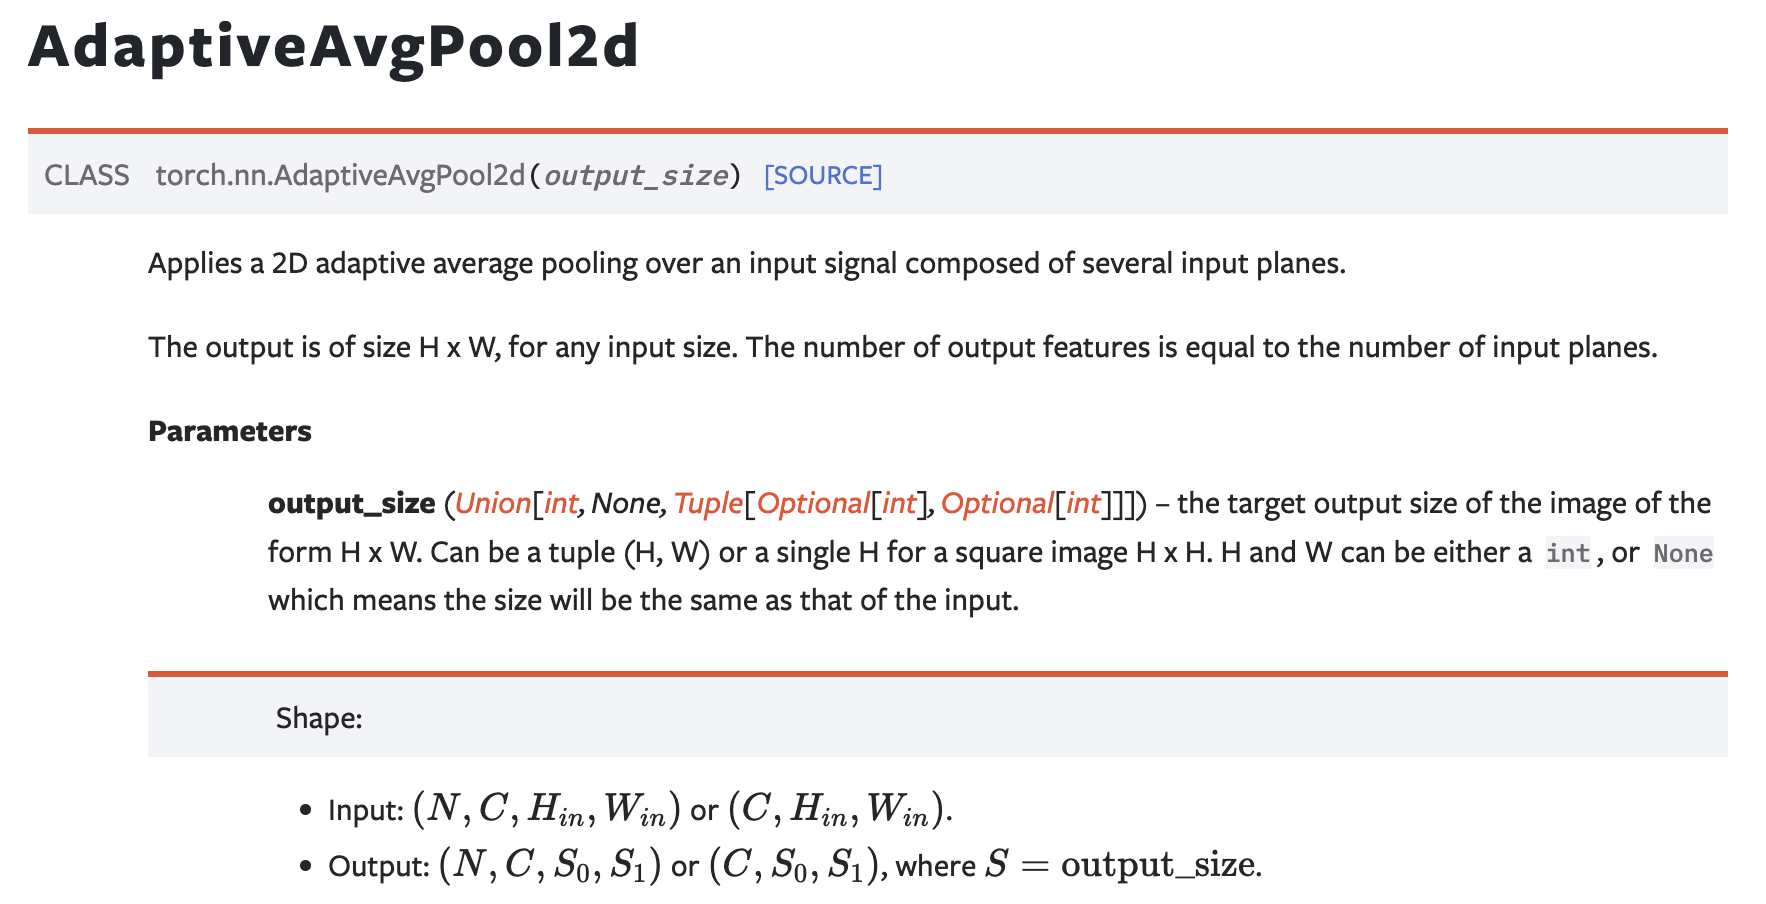 AdaptiveAvgPool2d
CLASS torch.nn.AdaptiveAvgPool2d(output_size) [SOURCE]
Applies a 2D adaptive average pooling over an input signal composed of several input planes.
The output is of size H x W, for any input size. The number of output features is equal to the number of input planes.
Parameters
output_size (Union[int, None, Tuple[Optional[int], Optional[int]]]) – the target output size of the image of the
form H x W. Can be a tuple (H, W) or a single H for a square image H x H. H and W can be either a int, or None
which means the size will be the same as that of the input.
Shape:
• Input: (N, C, H_{in}, W_{in}) or (C, H_{in}, W_{in}).
• Output: (N, C, S_0, S_1) or (C, S_0, S_1), where S = output_size.